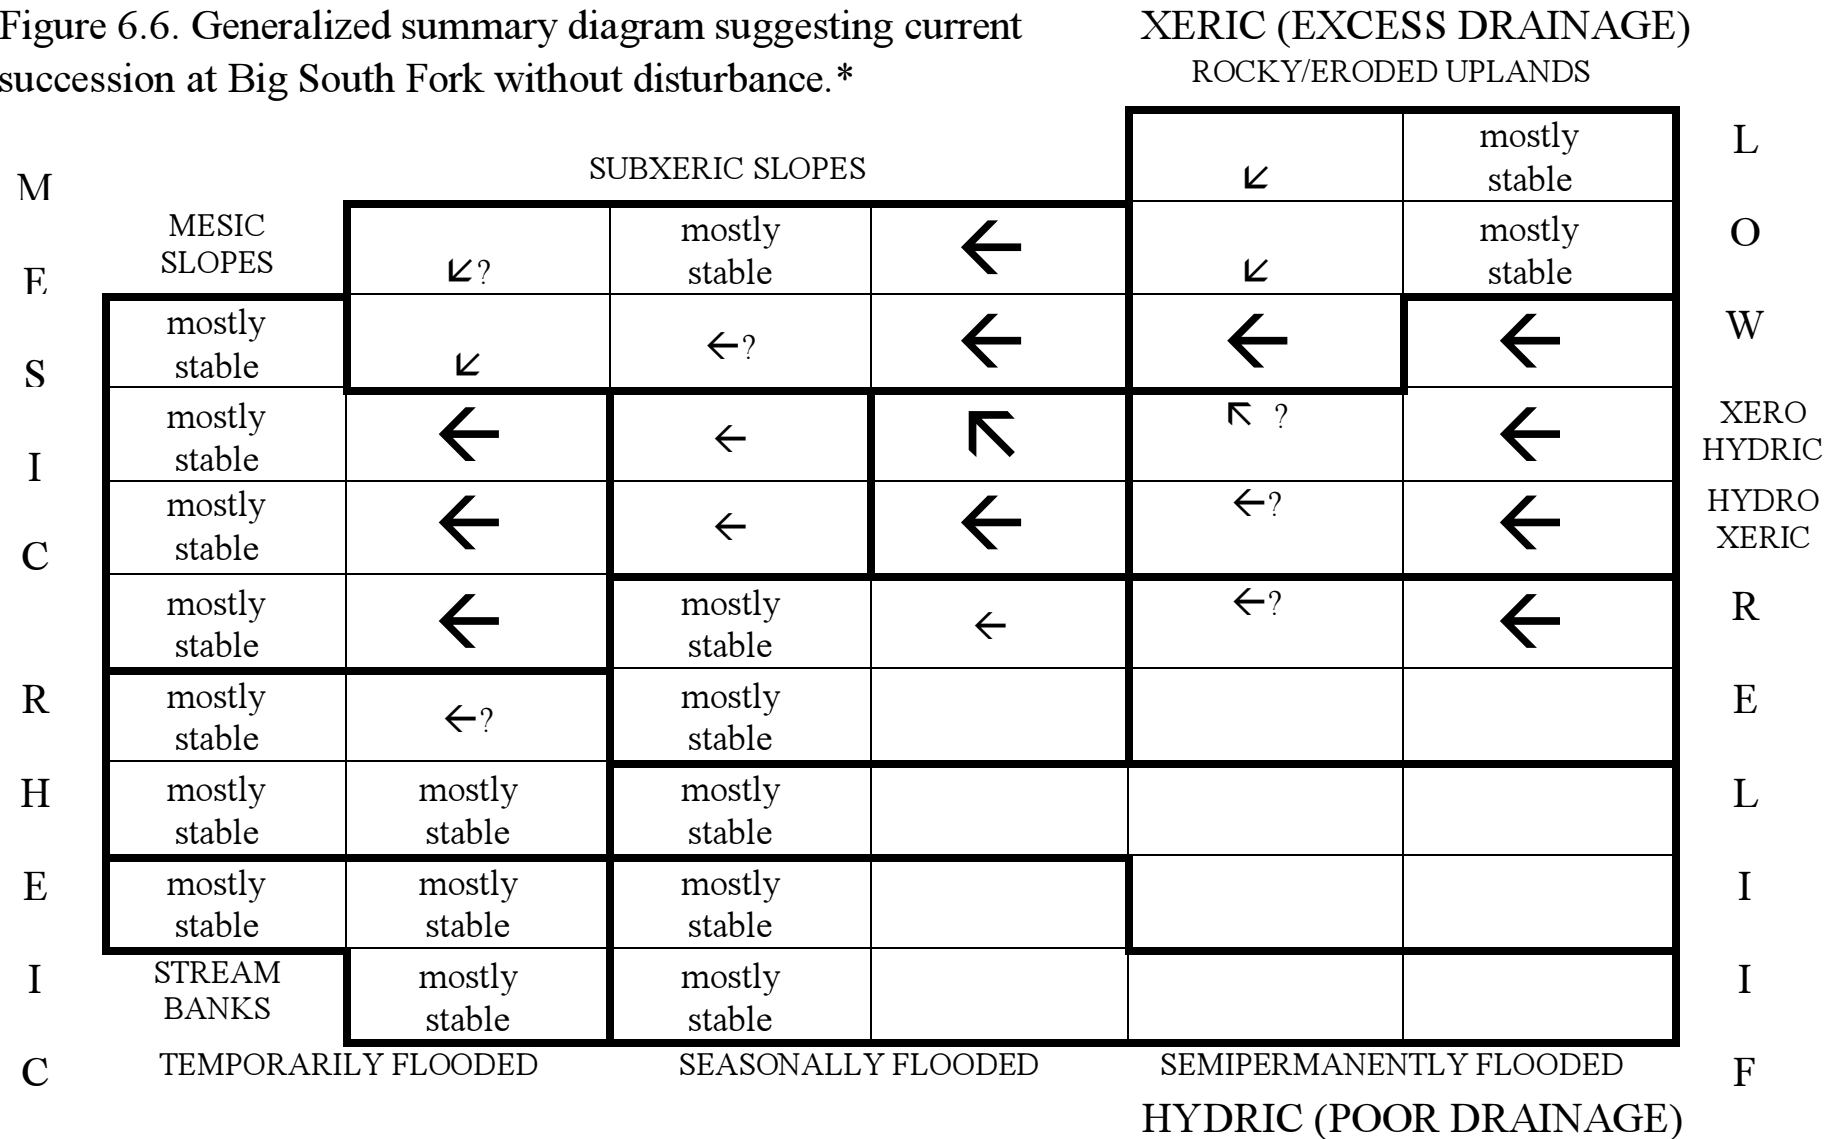 Figure 6.6. Generalized summary diagram suggesting current
succession at Big South Fork without disturbance.*
XERIC (EXCESS DRAINAGE)
ROCKY/ERODED UPLANDS
SUBXERIC SLOPES
MESIC
SLOPES
M
E
S
I
C
R
H
E
I
C
L
O
W
XERO
HYDRIC
HYDRO
XERIC
R
E
L
I
I
F
mostly
stable
?
mostly
stable
mostly
stable
mostly
stable
?
mostly
stable
?
mostly
stable
?
mostly
stable
mostly
stable
?
mostly
stable
?
mostly
stable
mostly
stable
mostly
stable
mostly
stable
mostly
stable
mostly
stable
mostly
stable
STREAM
BANKS
mostly
stable
mostly
stable
TEMPORARILY FLOODED
SEASONALLY FLOODED
SEMIPERMANENTLY FLOODED
HYDRIC (POOR DRAINAGE)